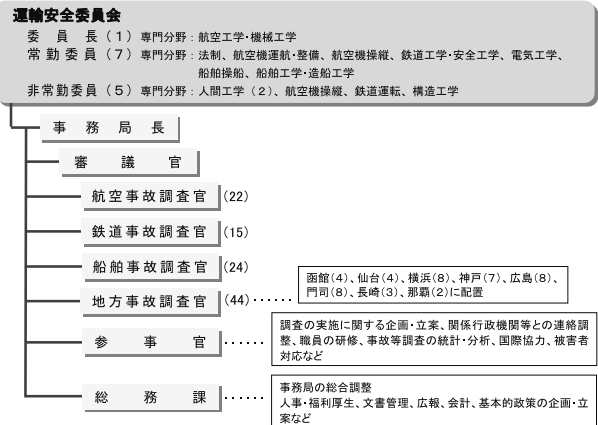 運輸安全委員会
委員長(1) 専門分野:航空工学・機械工学
常勤委員(7) 専門分野:法制、航空機運航・整備、航空機操縦、鉄道工学・安全工学、電気工学、
船舶操船、船舶工学・造船工学
非常勤委員(5) 専門分野:人間工学(2)、航空機操縦、鉄道運転、構造工学
事務局長
審議官
航空事故調査官(22)
鉄道事故調査官(15)
船舶事故調査官(24)
地方事故調査官(44)
函館(4)、仙台(4)、横浜(8)、神戸(7)、広島(8)、
門司(8)、長崎(3)、那覇(2)に配置
参事官
調査の実施に関する企画・立案、関係行政機関等との連絡調
整、職員の研修、事故等調査の統計・分析、国際協力、被害者
対応など
総務課
事務局の総合調整
人事・福利厚生、文書管理、広報、会計、基本的政策の企画・立
案など